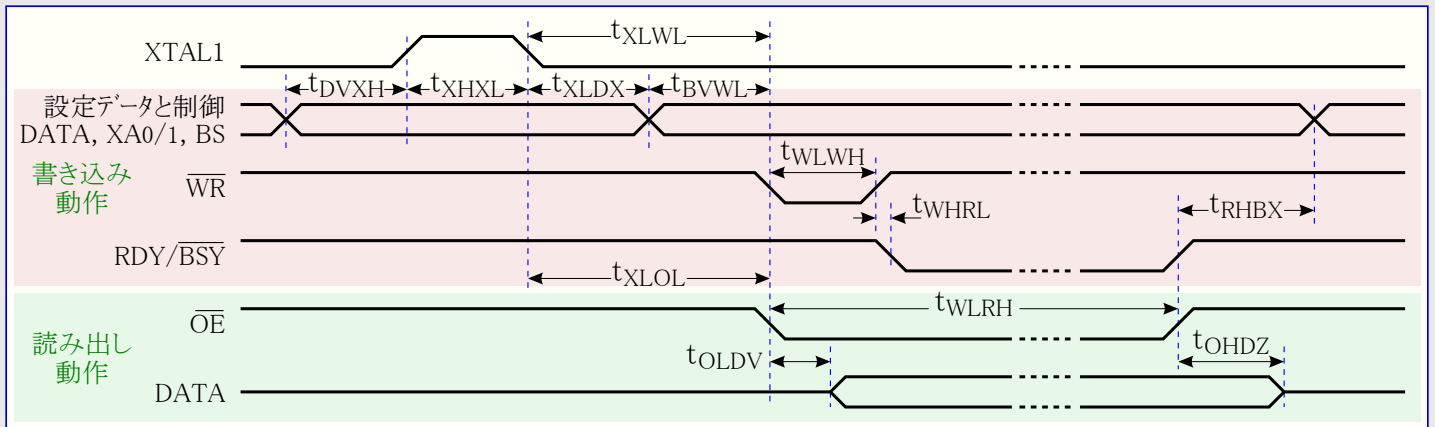 XTAL1
tXLWL
tDVXH tXHXL tXLDX tBVWL
設定データと制御
DATA, XA0/1, BS
書き込み
動作
WR
tWLWH
tWHRL
tRHBX
RDY/BSY
tXLOL
OE
tWLRH
読み出し
動作
tOLDV
tOHDZ
DATA